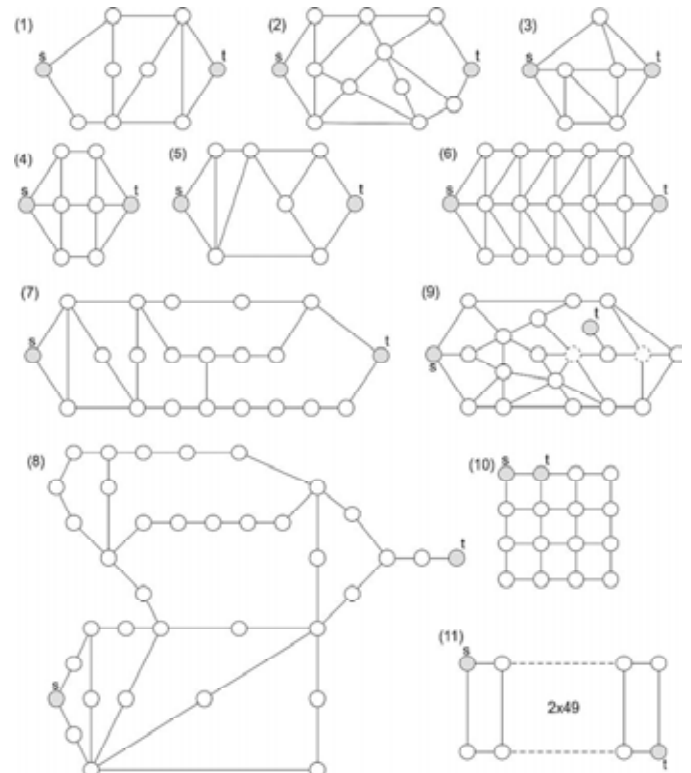 (1) (2) (3)
s t s t s t
(4) (5) (6)
s t s t s t
(7) (9)
s t t
s
(8) (10)
s t
t
s
(11)
s
2x49
t